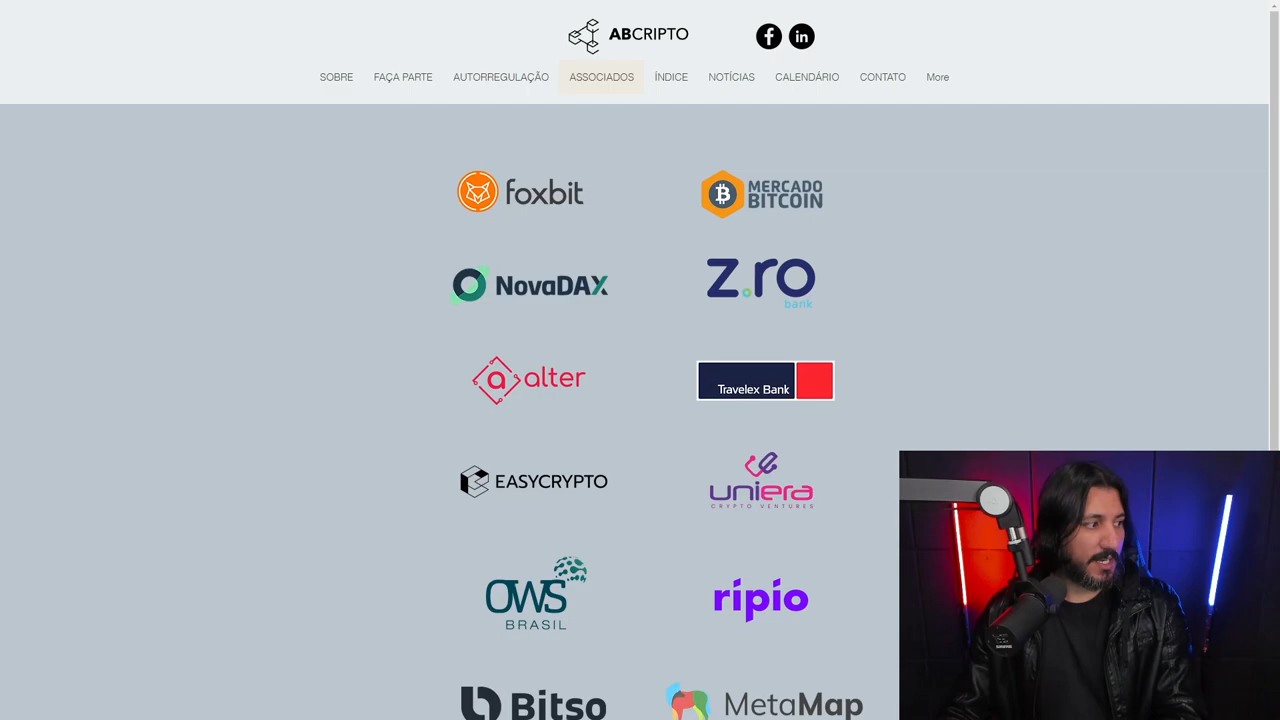 ABCRIPTO
SOBRE FAÇA PARTE AUTORREGULAÇÃO ASSOCIADOS ÍNDICE NOTÍCIAS CALENDÁRIO CONTATO More
foxbit
MERCADO
BITCOIN
NovaDAX
z.ro
bank
alter
Travelex Bank
EASYCRYPTO
uniera
CRYPTO VENTURES
OWS
BRASIL
ripio
Bitso
MetaMap